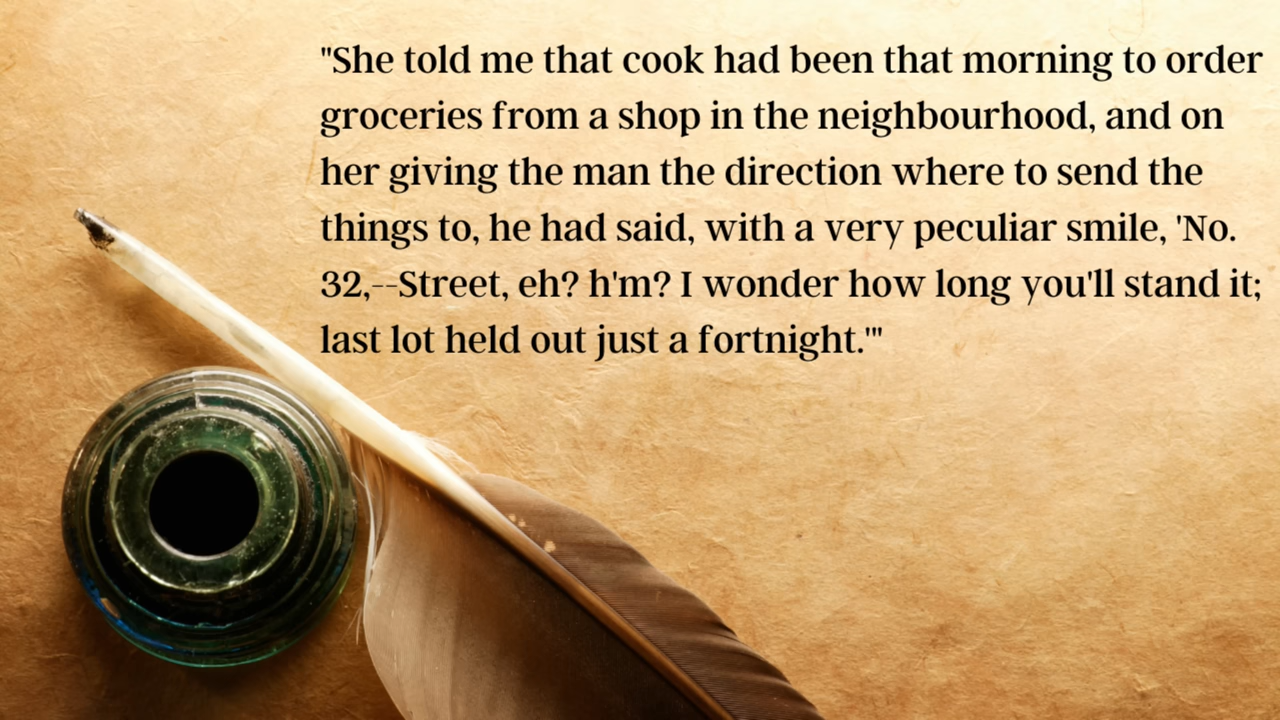 "She told me that cook had been that morning to order
groceries from a shop in the neighbourhood, and on
her giving the man the direction where to send the
things to, he had said, with a very peculiar smile, 'No.
32,--Street, eh? h'm? I wonder how long you'll stand it;
last lot held out just a fortnight.'"